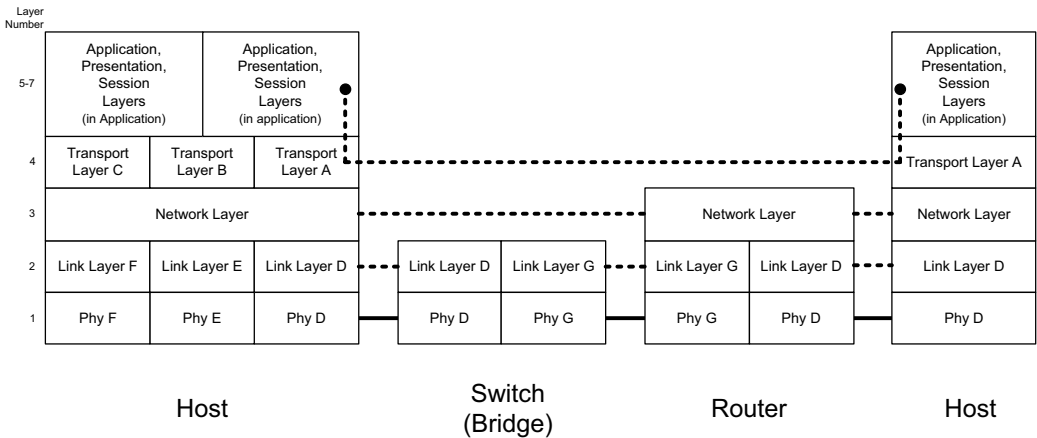 Layer
Number
5-7
Application,
Presentation,
Session
Layers
(in Application)
Application,
Presentation,
Session
Layers
(in application)
Application,
Presentation,
Session
Layers
(in Application)
4
Transport
Layer C
Transport
Layer B
Transport
Layer A
Transport Layer A
3
Network Layer
Network Layer
Network Layer
2
Link Layer F
Link Layer E
Link Layer D
Link Layer D
Link Layer G
Link Layer G
Link Layer D
Link Layer D
1
Phy F
Phy E
Phy D
Phy D
Phy G
Phy G
Phy D
Phy D
Host
Switch
(Bridge)
Router
Host